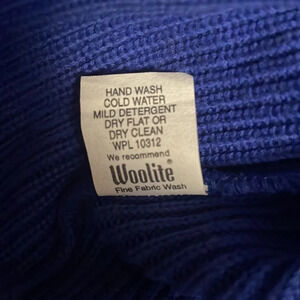 HAND WASH
COLD WATER
MILD DETERGENT
DRY FLAT OR
DRY CLEAN
WPL 10312
We recommend
Woolite
Fine Fabric Wash